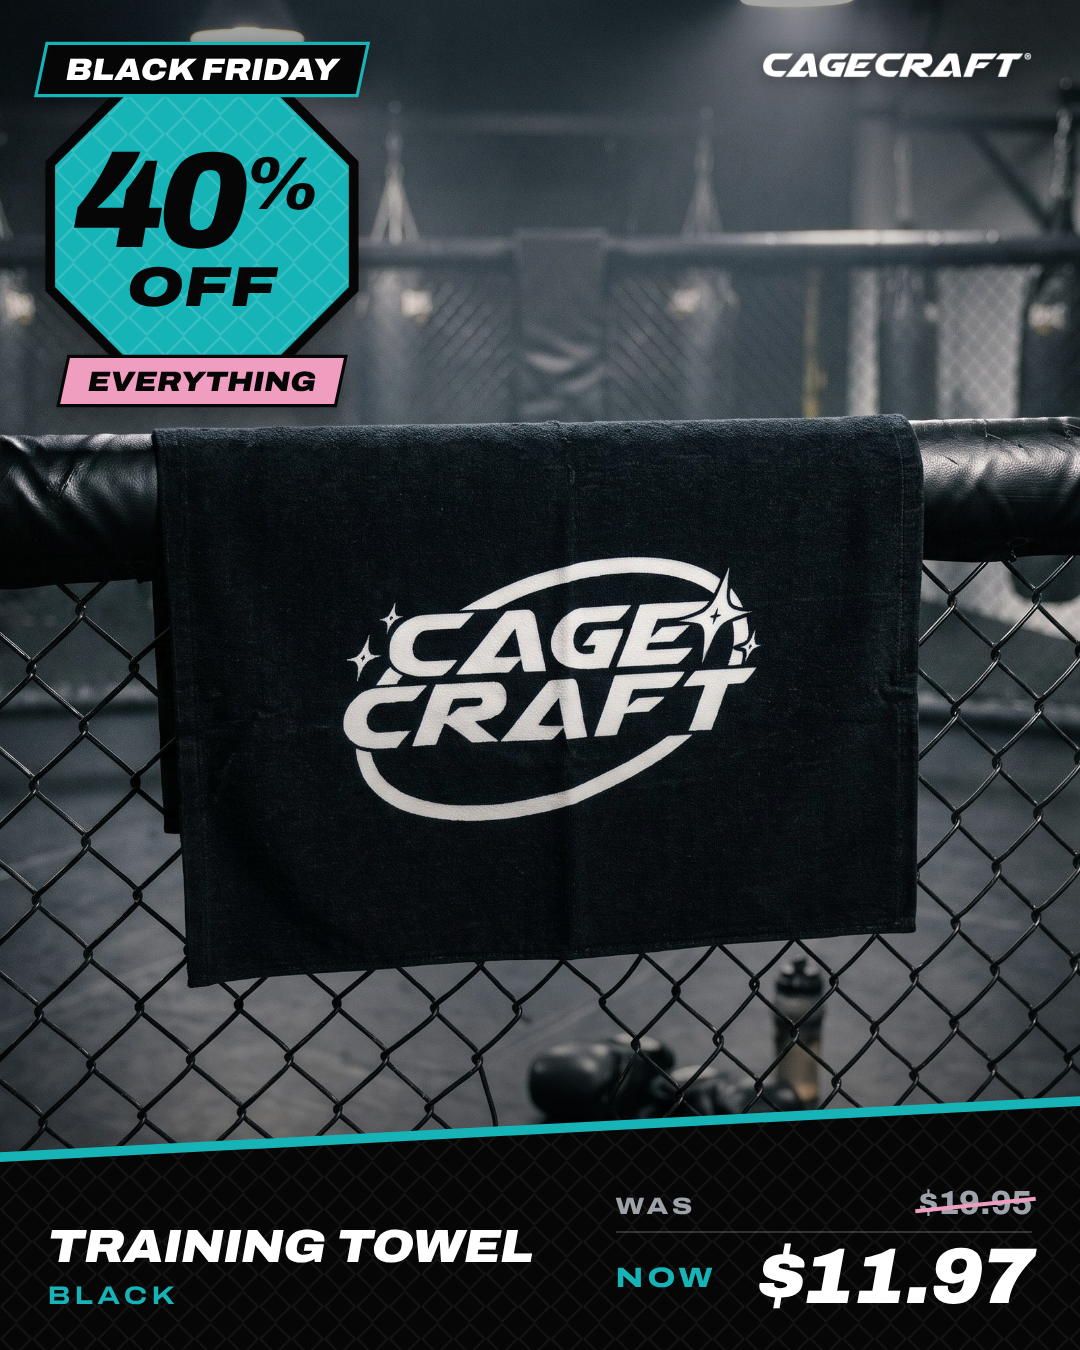 BLACK FRIDAY
CAGECRAFT®
40%
OFF
EVERYTHING
CAGE
CRAFT
WAS $19.95
TRAINING TOWEL
BLACK
NOW $11.97